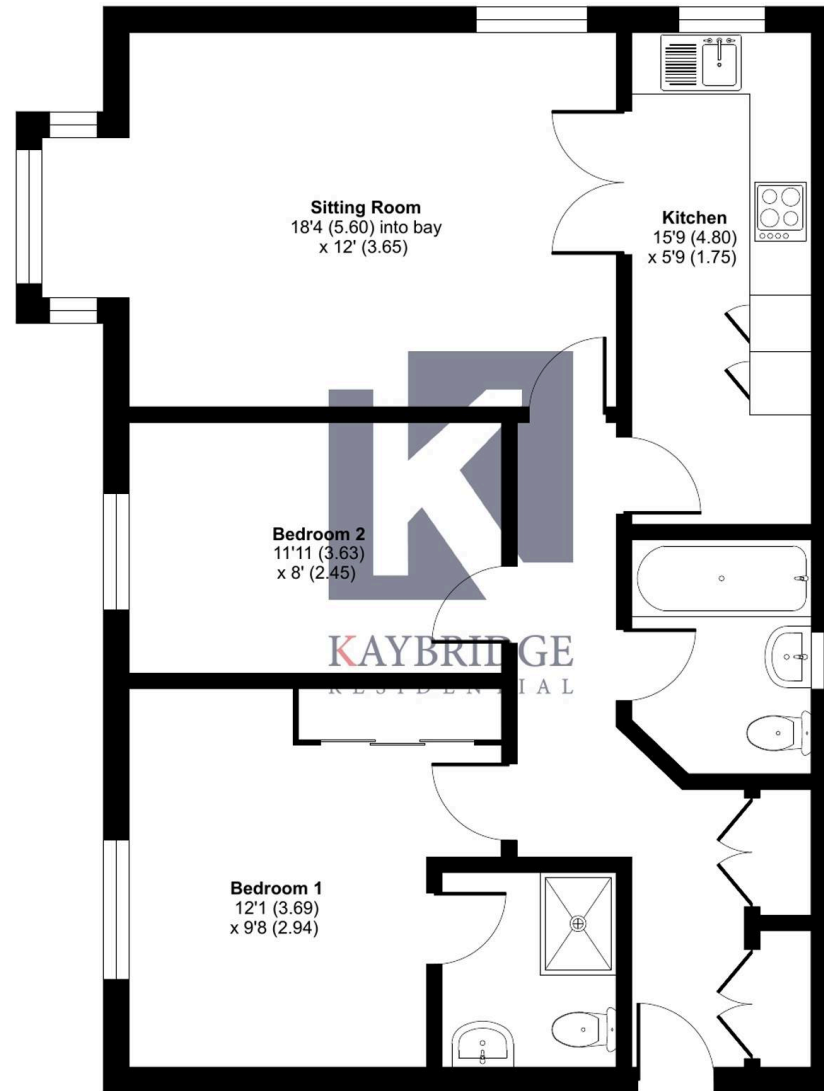 Sitting Room
18'4 (5.60) into bay
x 12' (3.65)
Kitchen
15'9 (4.80)
x 5'9 (1.75)
K
Bedroom 2
11'11 (3.63)
x 8' (2.45)
KAYBRIDGE
RESIDENTIAL
Bedroom 1
12'1 (3.69)
x 9'8 (2.94)